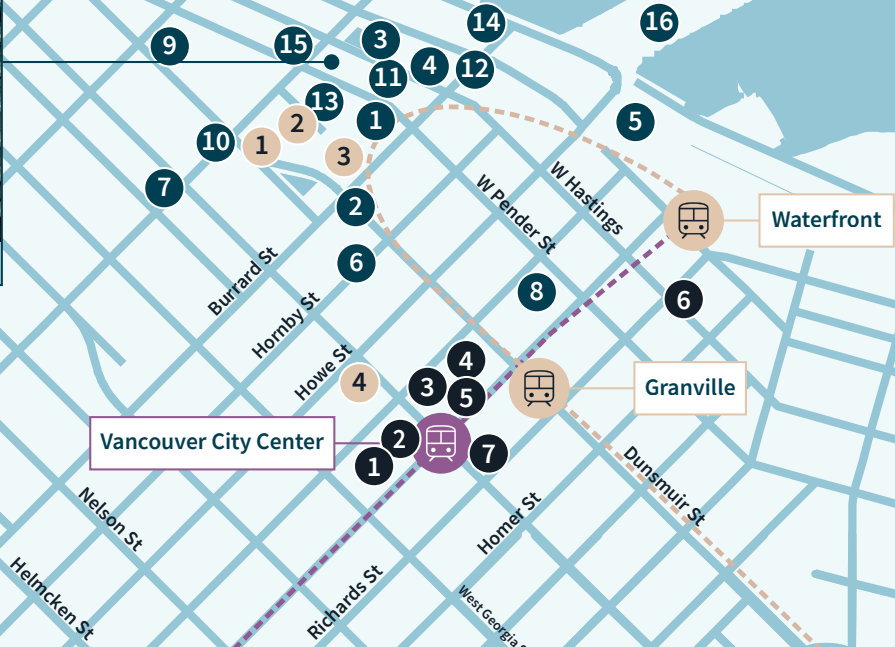 14
16
9
15
3
4
12
11
13
1
5
2
10
1
3
7
2
W Hastings
W Pender St
Waterfront
6
Burrard St
8
6
Hornby St
Howe St
4
4
3
5
Granville
Vancouver City Center
2
7
1
Dunsmuir St
Nelson St
Homer St
Helmcken St
Richards St
West Georgia S